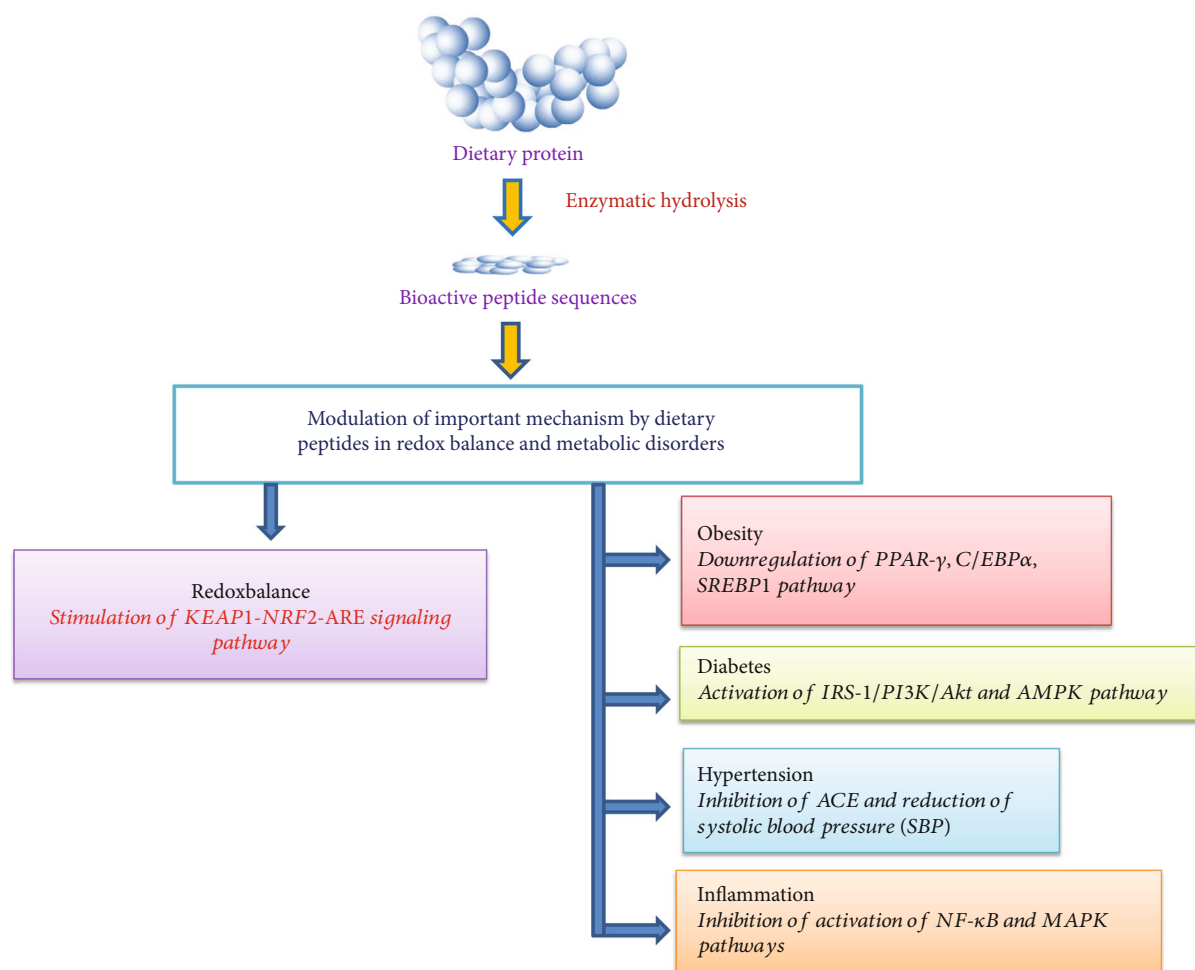 Dietary protein
Enzymatic hydrolysis
Bioactive peptide sequences
Modulation of important mechanism by dietary
peptides in redox balance and metabolic disorders
Redoxbalance
Stimulation of KEAP1-NRF2-ARE signaling
pathway
Obesity
Downregulation of PPAR-γ, C/EBPα,
SREBP1 pathway
Diabetes
Activation of IRS-1/PI3K/Akt and AMPK pathway
Hypertension
Inhibition of ACE and reduction of
systolic blood pressure (SBP)
Inflammation
Inhibition of activation of NF-κB and MAPK
pathways